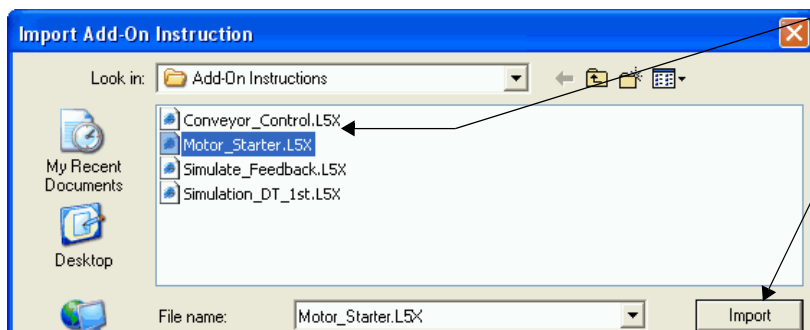 Import Add-On Instruction
Look in: Add-On Instructions
Conveyor_Control.L5X
Motor_Starter.L5X
Simulate_Feedback.L5X
Simulation_DT_1st.L5X
My Recent
Documents
Desktop
File name: Motor_Starter.L5X Import